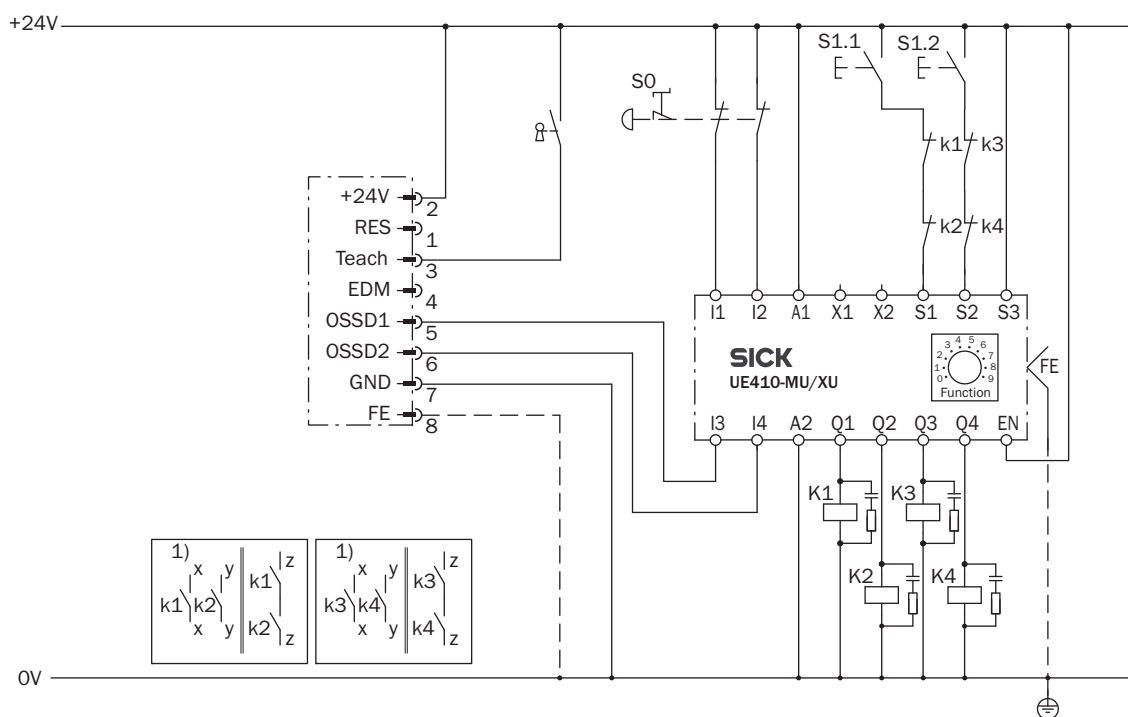 +24V
S1.1
S1.2
S0
k1
k3
k2
k4
+24V
2
RES
1
Teach
3
EDM
4
OSSD1
5
OSSD2
6
GND
7
FE
8
I1 I2 A1 X1 X2 S1 S2 S3
SICK
UE410-MU/XU
0 1 2 3 4 5 6 7 8 9
Function
FE
I3 I4 A2 Q1 Q2 Q3 Q4 EN
K1
K3
K2
K4
1)
x y z
k1 k2 k1
x y k2 z
1)
x y z
k3 k4 k3
x y k4 z
0V